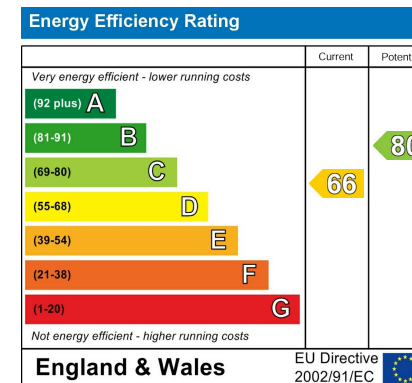 Energy Efficiency Rating
Current Potent
Very energy efficient - lower running costs
(92 plus) A
(81-91) B
(69-80) C
(55-68) D
(39-54) E
(21-38) F
(1-20) G
66
80
Not energy efficient - higher running costs
England & Wales
EU Directive
2002/91/EC